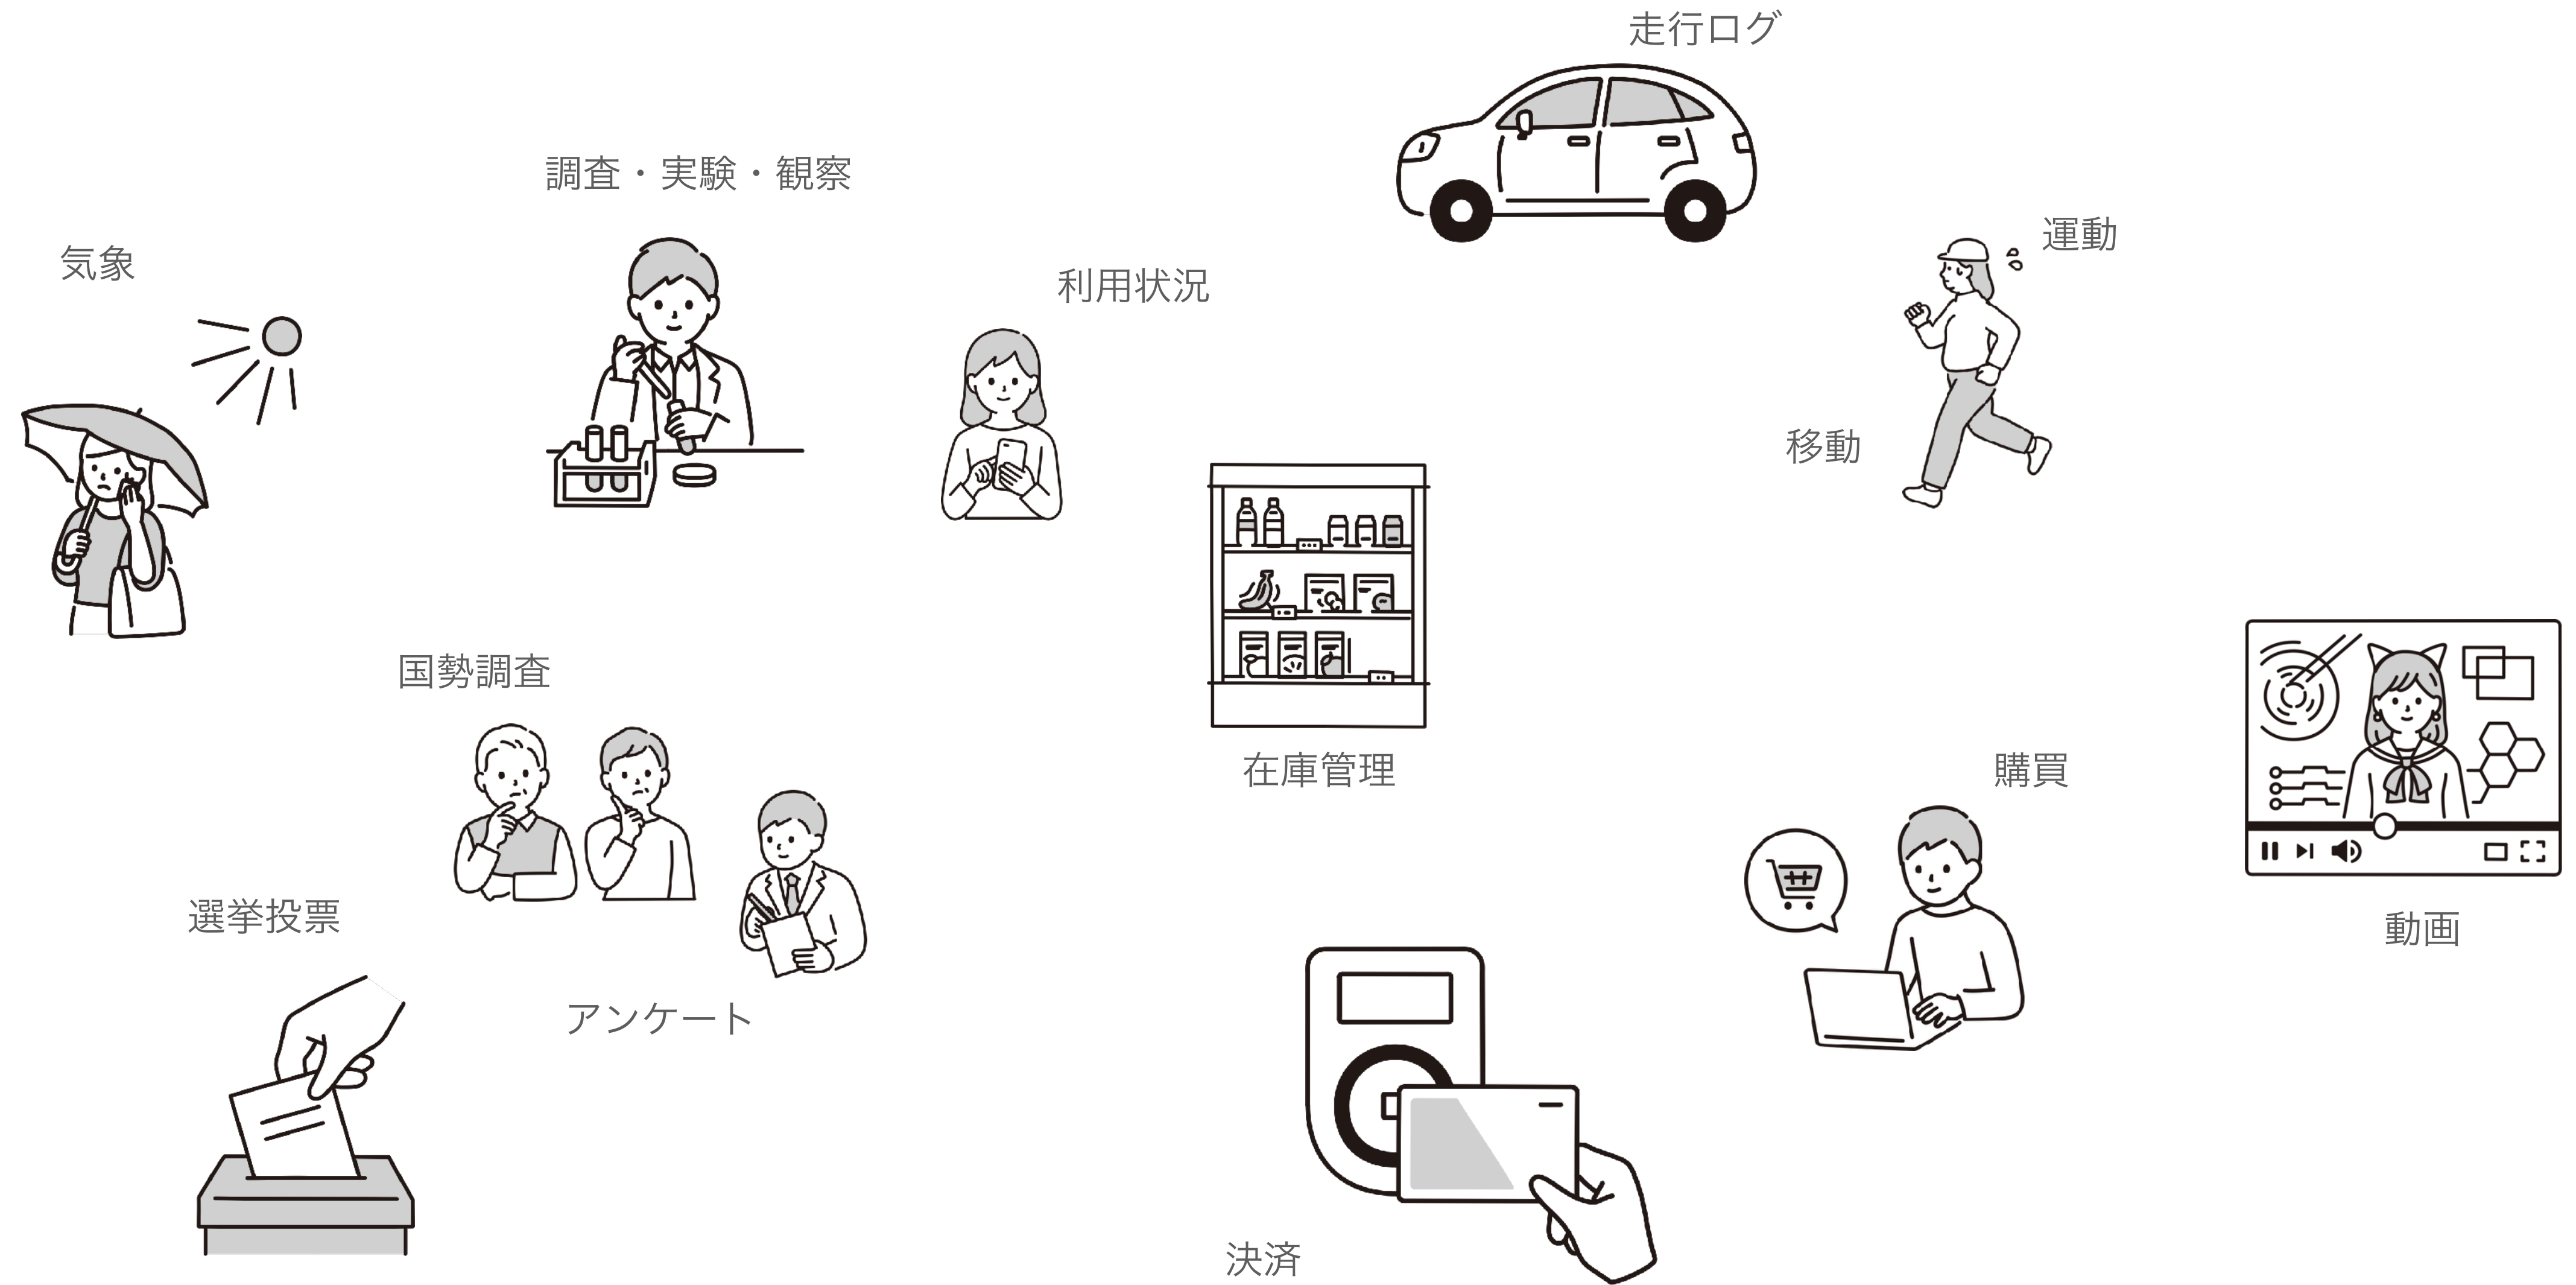 走行ログ
調査・実験・観察
運動
気象
利用状況
移動
国勢調査
在庫管理
購買
選挙投票
動画
アンケート
決済